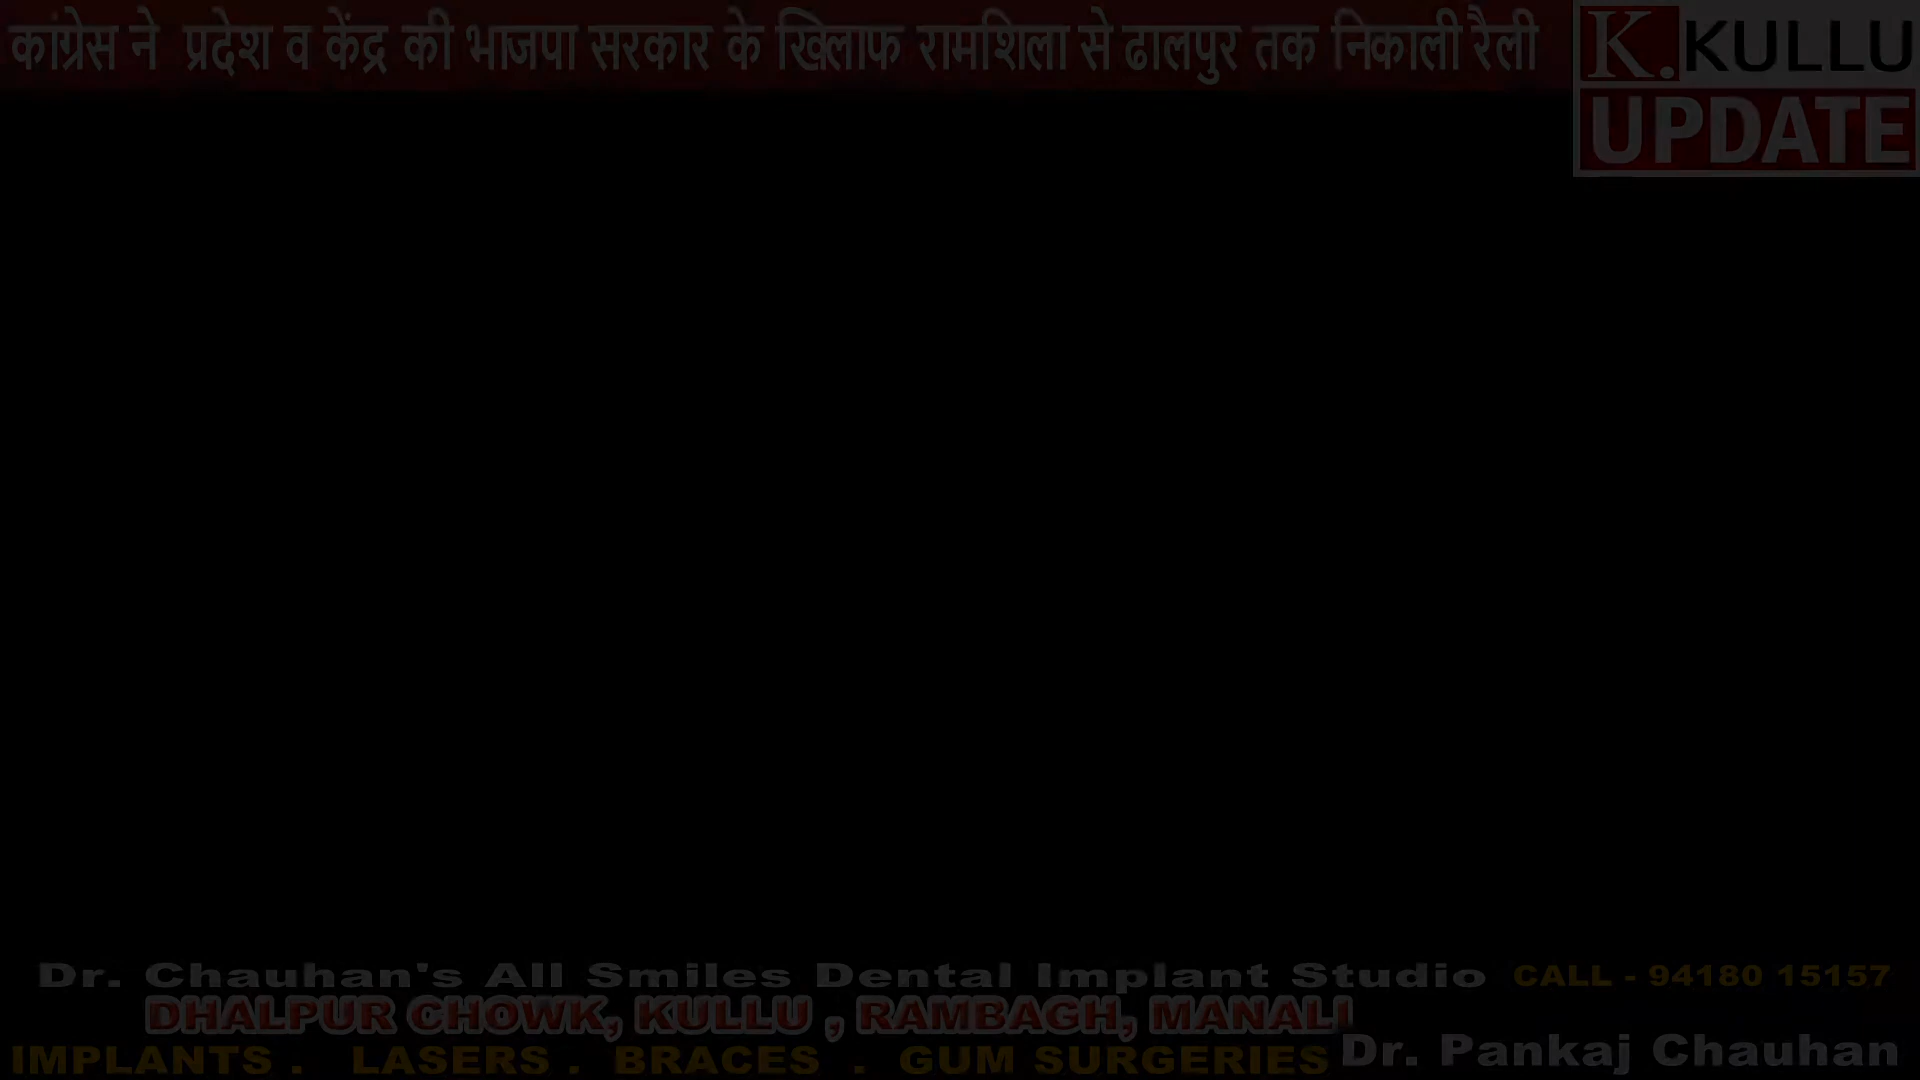 कांग्रेस ने प्रदेश व केंद्र की भाजपा सरकार के खिलाफ रामशिला से ढालपुर तक निकाली रैली
K. KULLU
UPDATE
Dr. Chauhan's All Smiles Dental Implant Studio CALL - 94180 15157
DHALPUR CHOWK, KULLU , RAMBAGH, MANALI
IMPLANTS . LASERS . BRACES . GUM SURGERIES Dr. Pankaj Chauhan